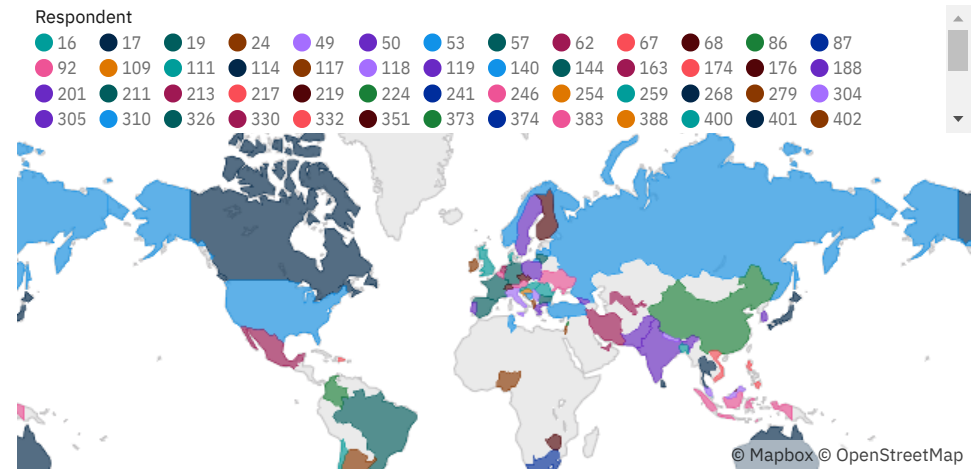 Respondent
16 17 19 24 49 50 53 57 62 67 68 86 87
92 109 111 114 117 118 119 140 144 163 174 176 188
201 211 213 217 219 224 241 246 254 259 268 279 304
305 310 326 330 332 351 373 374 383 388 400 401 402
© Mapbox © OpenStreetMap